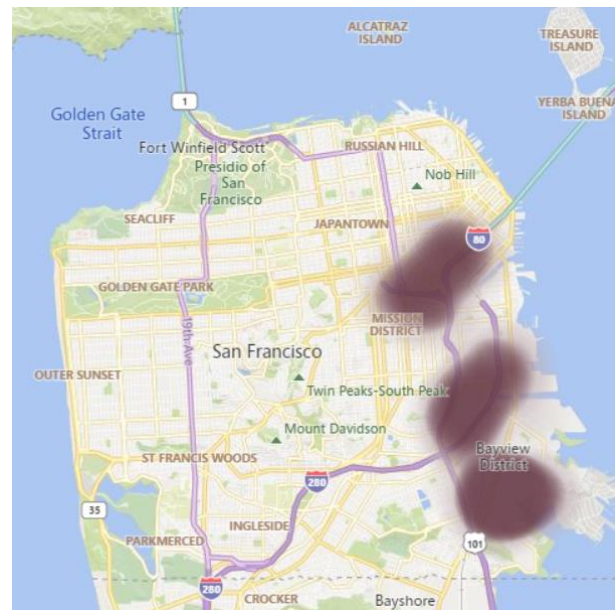 ALCATRAZ
ISLAND
TREASURE
ISLAND
YERBA BUENA
ISLAND
1
Golden Gate
Strait
Fort Winfield Scott
Presidio of
San
Francisco
RUSSIAN HILL
Nob Hill
SEACLIFF
JAPANTOWN
80
GOLDEN GATE PARK
MISSION
DISTRICT
19th Ave
San Francisco
OUTER SUNSET
Twin Peaks-South Peak
Mount Davidson
Bayview
District
ST FRANCIS WOODS
280
35
INGLESIDE
PARKMERCED
101
280
CROCKER
Bayshore